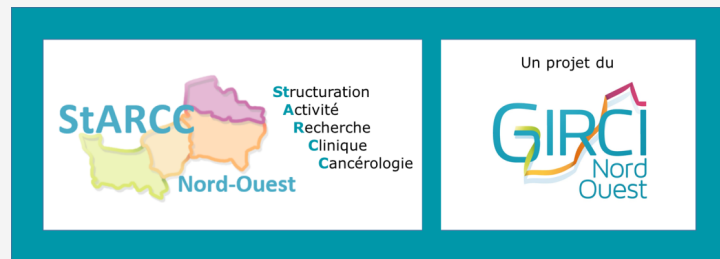 StARCC
Nord-Ouest
Structuration
Activité
Recherche
Clinique
Cancérologie
Un projet du
GIRCI
Nord
Ouest